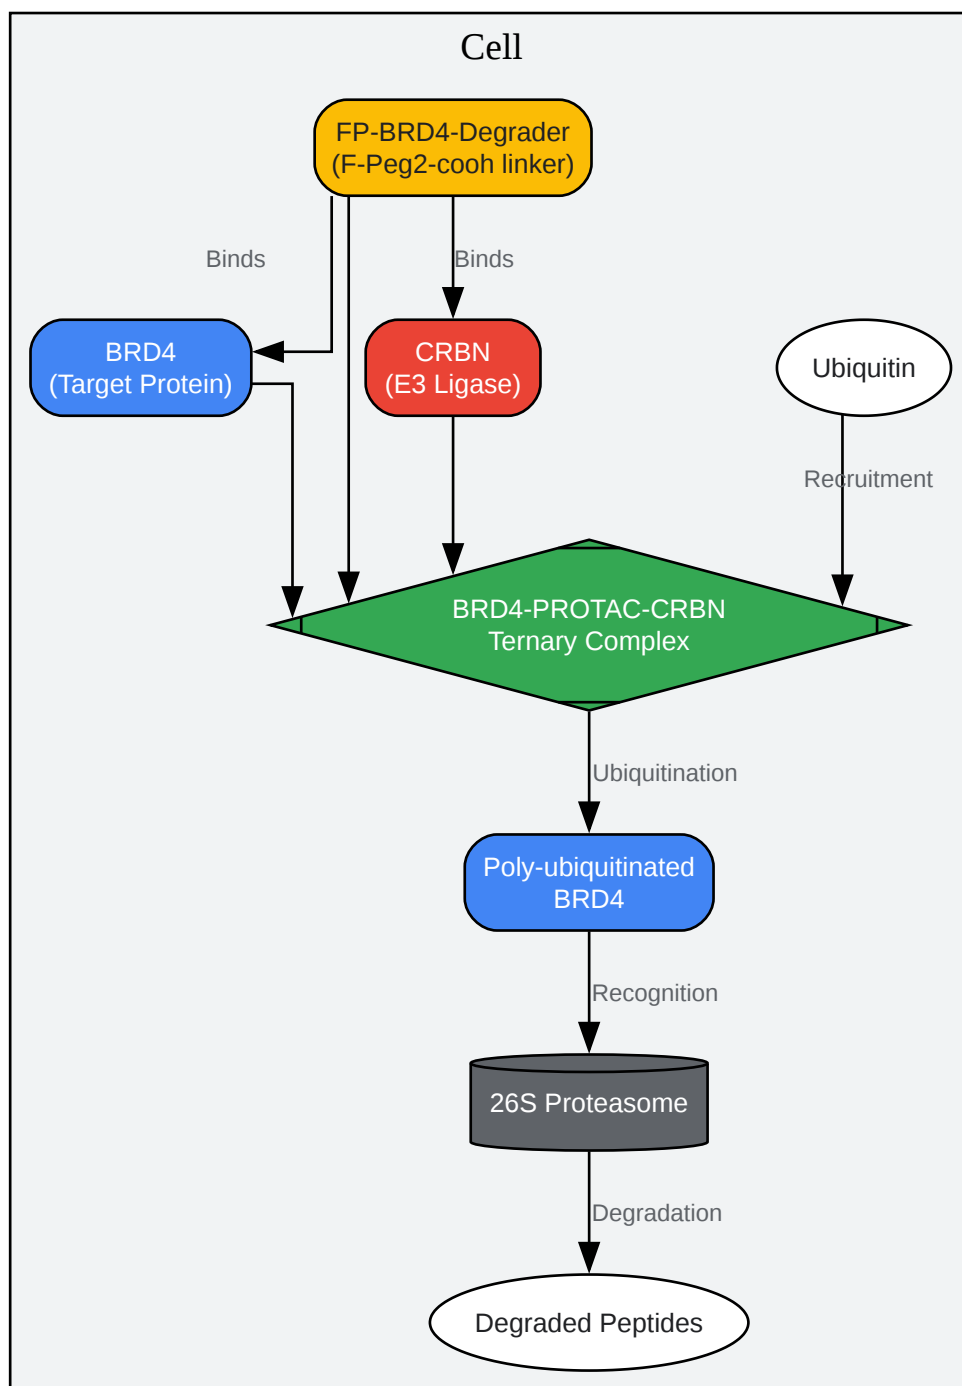 Cell
FP-BRD4-Degrader
(F-Peg2-cooh linker)
Binds
Binds
BRD4
(Target Protein)
CRBN
(E3 Ligase)
Ubiquitin
Recruitment
BRD4-PROTAC-CRBN
Ternary Complex
Ubiquitination
Poly-ubiquitinated
BRD4
Recognition
26S Proteasome
Degradation
Degraded Peptides